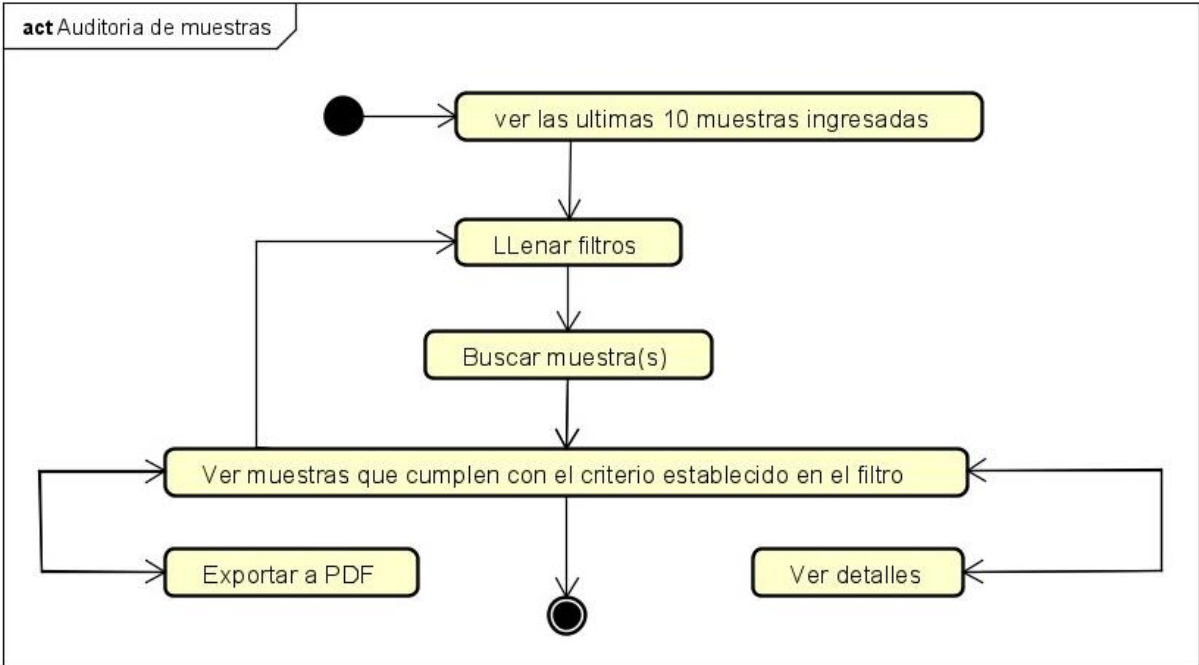 act Auditoria de muestras
ver las ultimas 10 muestras ingresadas
LLenar filtros
Buscar muestra(s)
Ver muestras que cumplen con el criterio establecido en el filtro
Exportar a PDF
Ver detalles